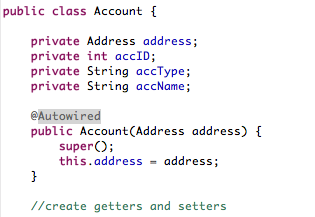 public class Account {
private Address address;
private int accID;
private String accType;
private String accName;
@Autowired
public Account(Address address) {
super();
this.address = address;
}
//create getters and setters